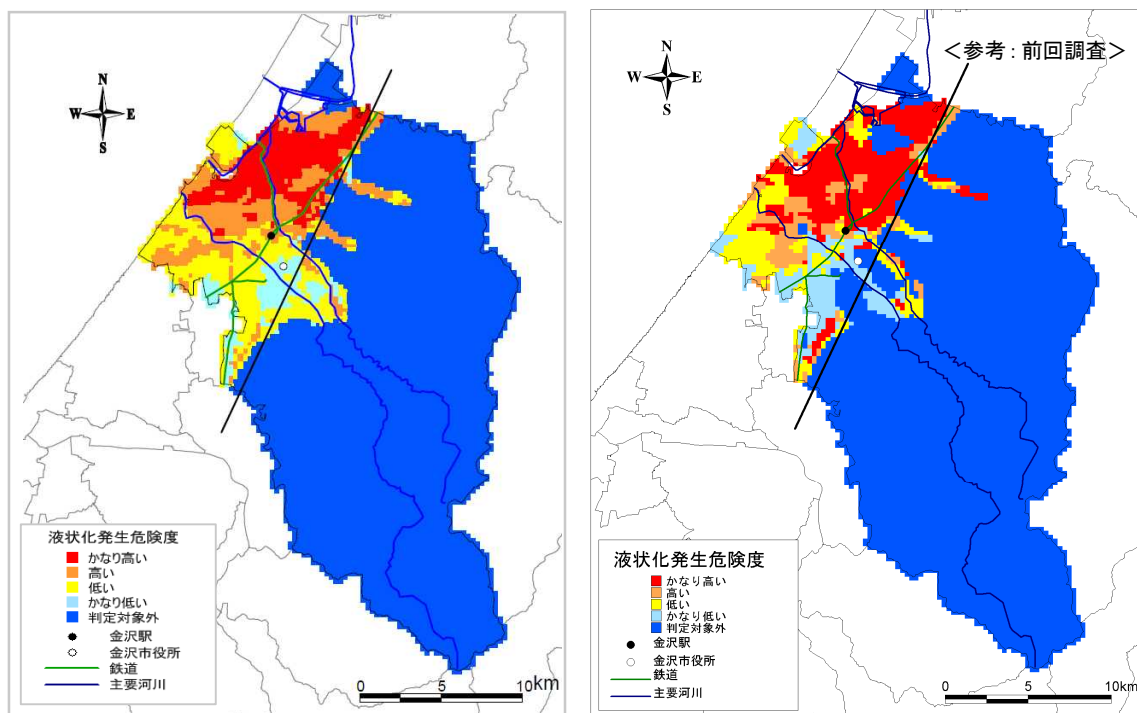 N
W E
S
液状化発生危険度
かなり高い
高い
低い
かなり低い
判定対象外
金沢駅
金沢市役所
鉄道
主要河川
0 5 10km
＜参考：前回調査＞
N
W E
S
液状化発生危険度
かなり高い
高い
低い
かなり低い
判定対象外
金沢駅
金沢市役所
鉄道
主要河川
0 5 10km